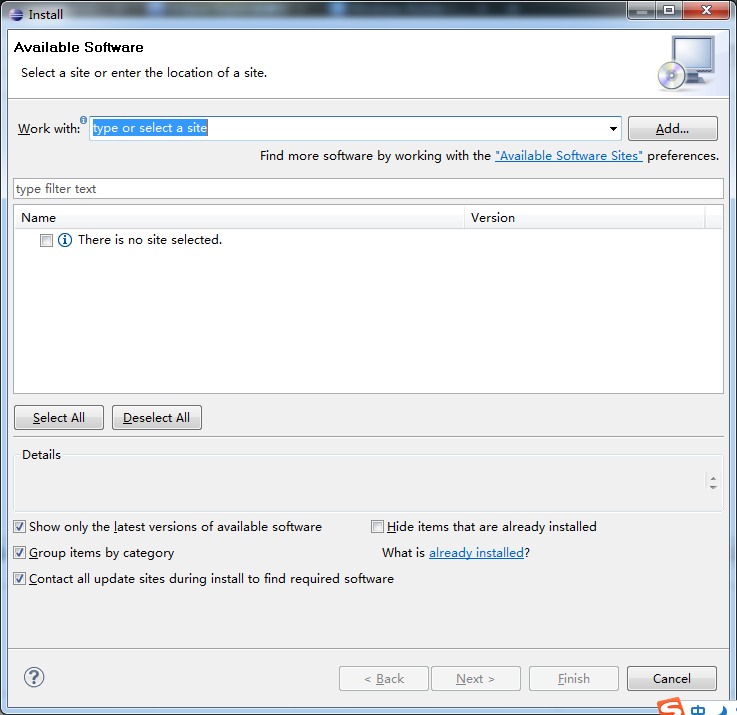 Install
Available Software
Select a site or enter the location of a site.
Work with: type or select a site Add...
Find more software by working with the "Available Software Sites" preferences.
type filter text
Name Version
There is no site selected.
Select All Deselect All
Details
Show only the latest versions of available software Hide items that are already installed
Group items by category What is already installed?
Contact all update sites during install to find required software
? < Back Next > Finish Cancel
S 中